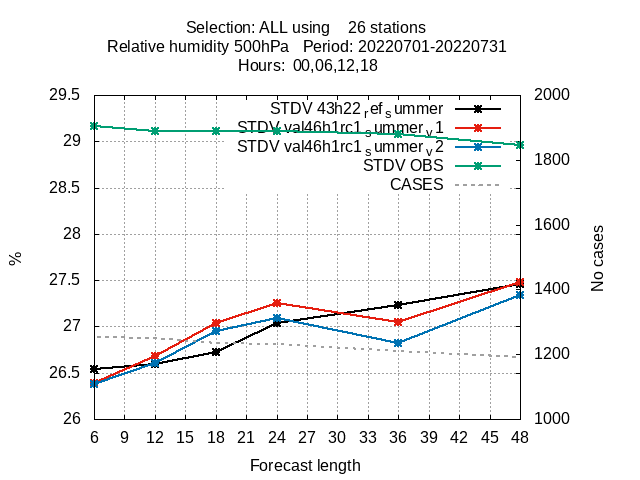 Selection: ALL using    26 stations
Relative humidity 500hPa   Period: 20220701-20220731
Hours: 00,06,12,18
STDV 43h22_ref_summer
STDV val46h1rc1_summer_v1
STDV val46h1rc1_summer_v2
STDV OBS
CASES
29.5 29 28.5 28 27.5 27 26.5 26
%
2000 1800 1600 1400 1200 1000
No cases
6 9 12 15 18 21 24 27 30 33 36 39 42 45 48
Forecast length